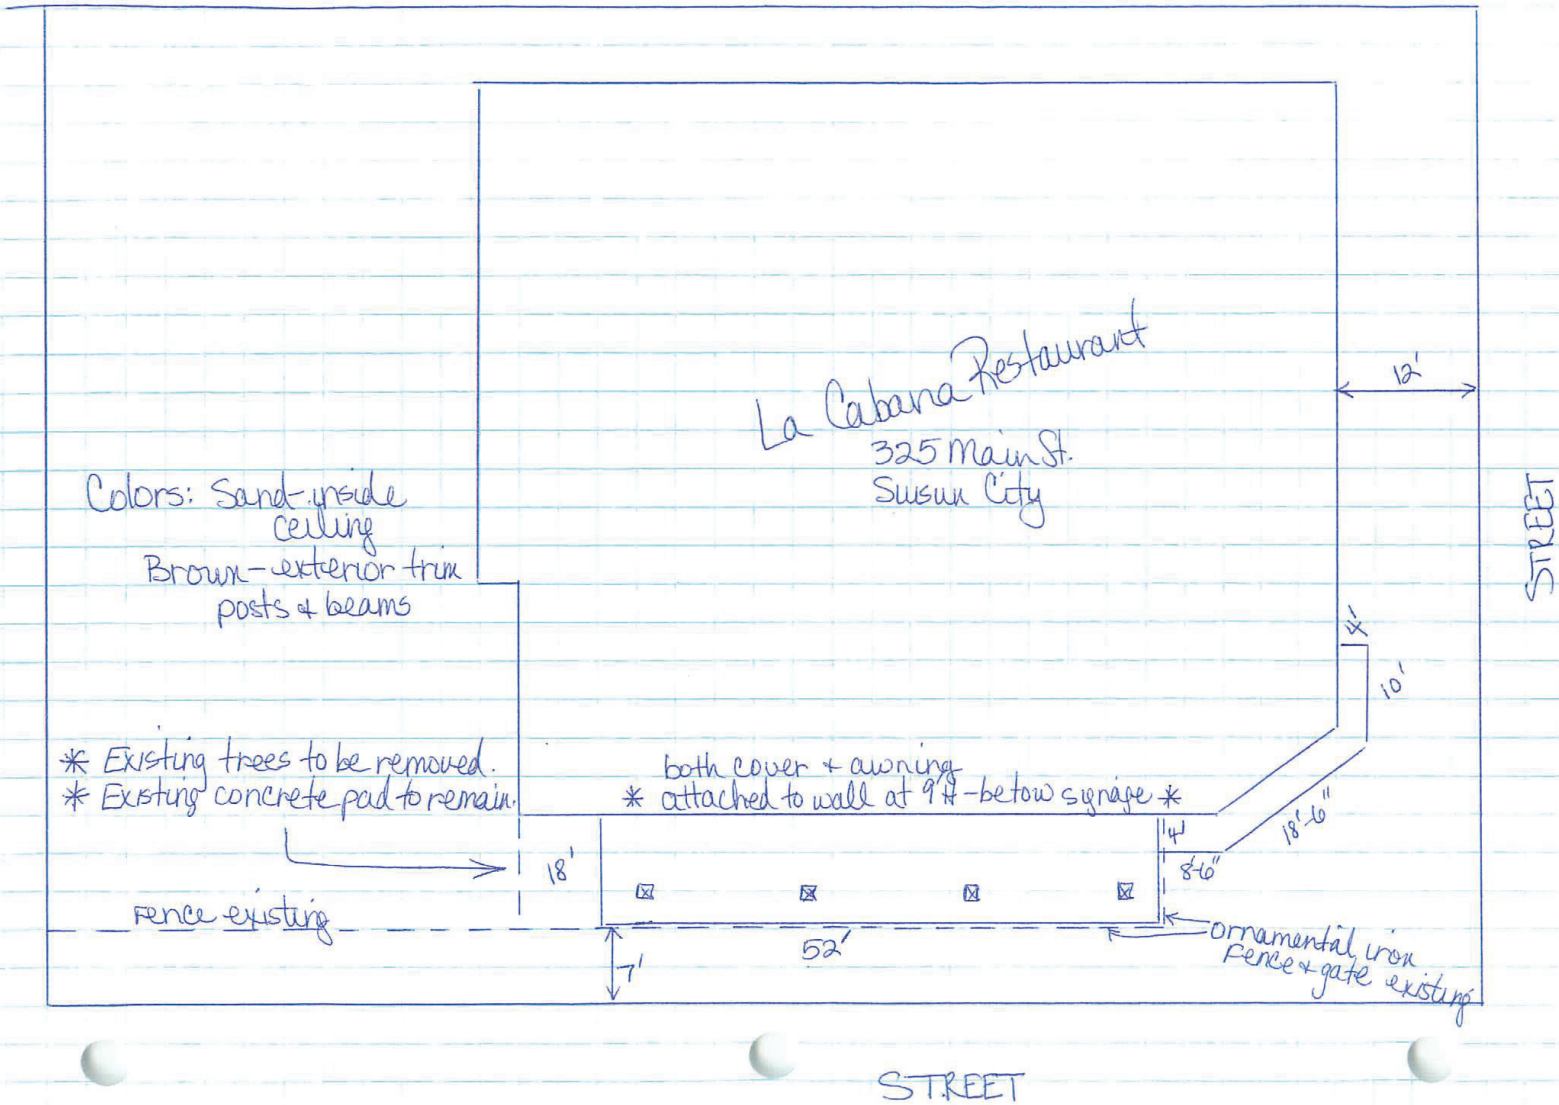 La Cabana Restaurant
325 Main St.
Suisun City
12'
STREET
Colors: Sand-inside
ceiling
Brown-exterior trim
posts & beams
4'
10'
* Existing trees to be removed.
* Existing concrete pad to remain.
both cover & awning
* attached to wall at 9 ft-below signage *
18'-6"
4'
8'-6"
18'
Fence existing
52'
7'
ornamental iron
Fence & gate existing
STREET